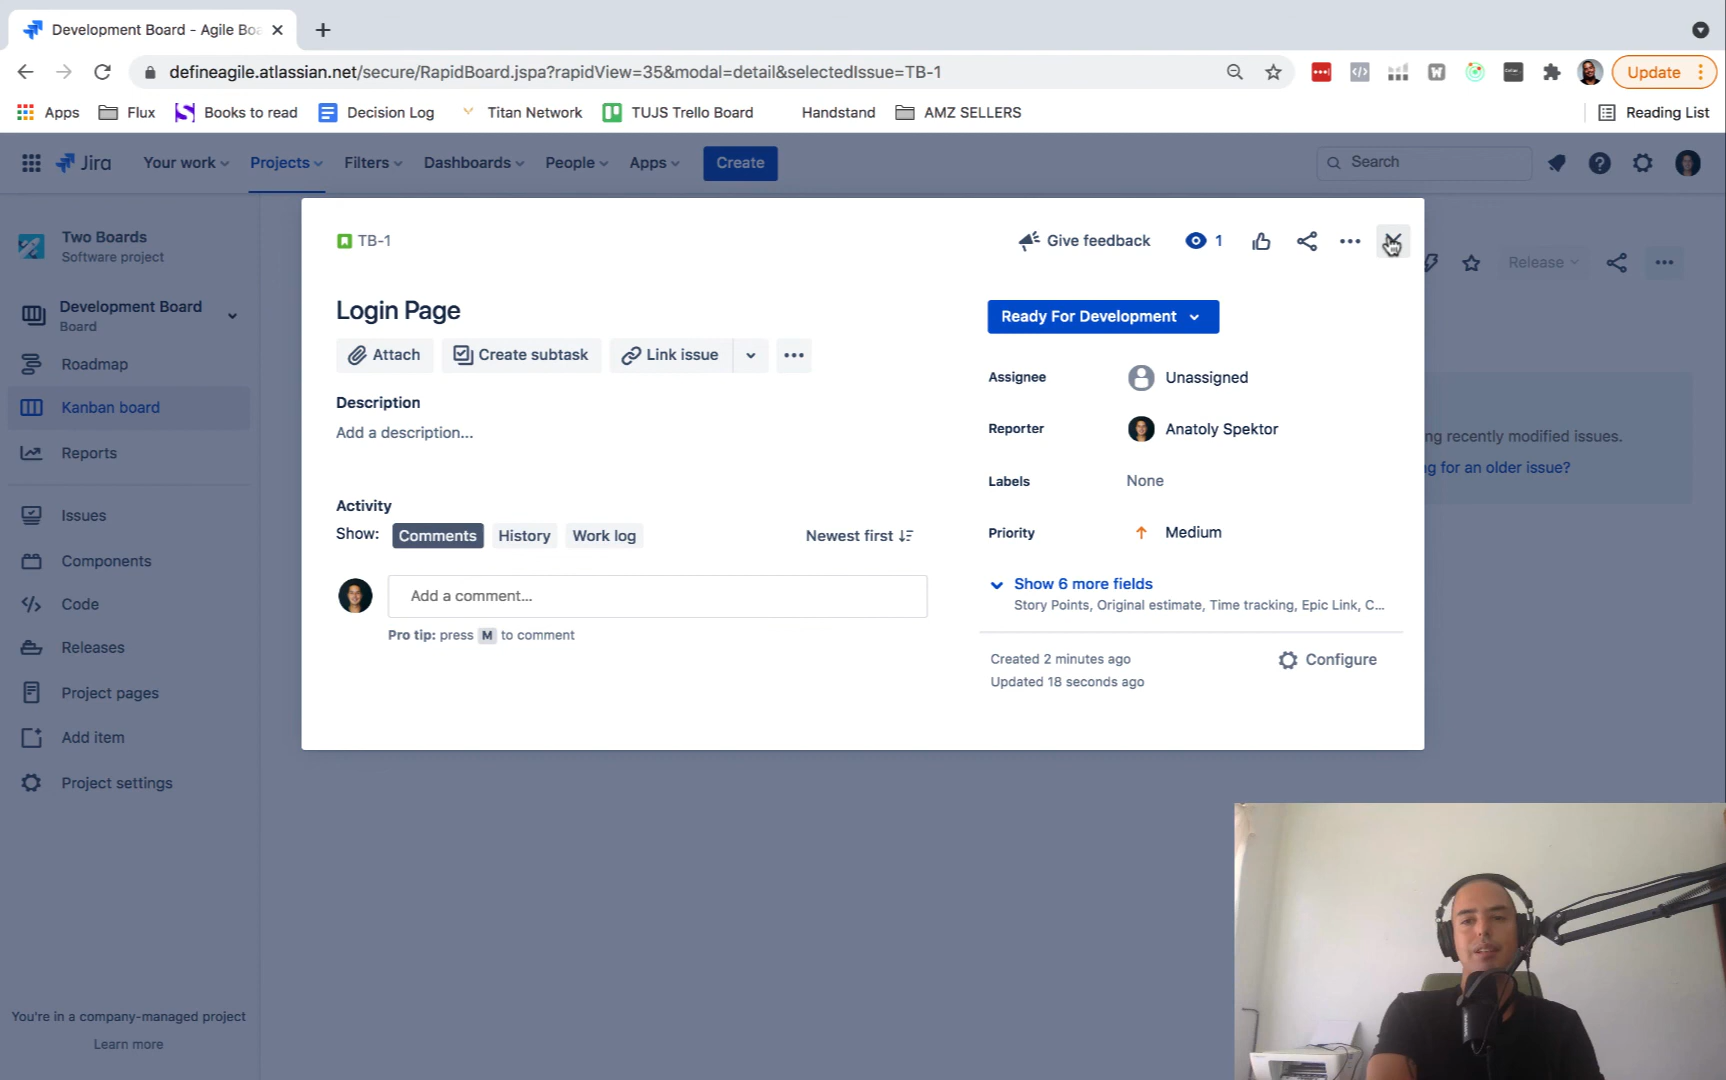 Development Board - Agile Boa
defineagile.atlassian.net/secure/RapidBoard.jspa?rapidView=35&modal=detail&selectedIssue=TB-1
Update
Apps
Flux
Books to read
Decision Log
Titan Network
TUJS Trello Board
Handstand
AMZ SELLERS
Reading List
Jira
Your work
Projects
Filters
Dashboards
People
Apps
Create
Search
Two Boards
Software project
Development Board
Board
Roadmap
Kanban board
Reports
Issues
Components
Code
Releases
Project pages
Add item
Project settings
You're in a company-managed project
Learn more
TB-1
Give feedback
1
Login Page
Attach
Create subtask
Link issue
Description
Add a description...
Activity
Show:
Comments
History
Work log
Newest first
Add a comment...
Pro tip: press M to comment
Ready For Development
Assignee
Unassigned
Reporter
Anatoly Spektor
Labels
None
Priority
Medium
Show 6 more fields
Story Points, Original estimate, Time tracking, Epic Link, C...
Created 2 minutes ago
Updated 18 seconds ago
Configure
Release
ng recently modified issues.
g for an older issue?